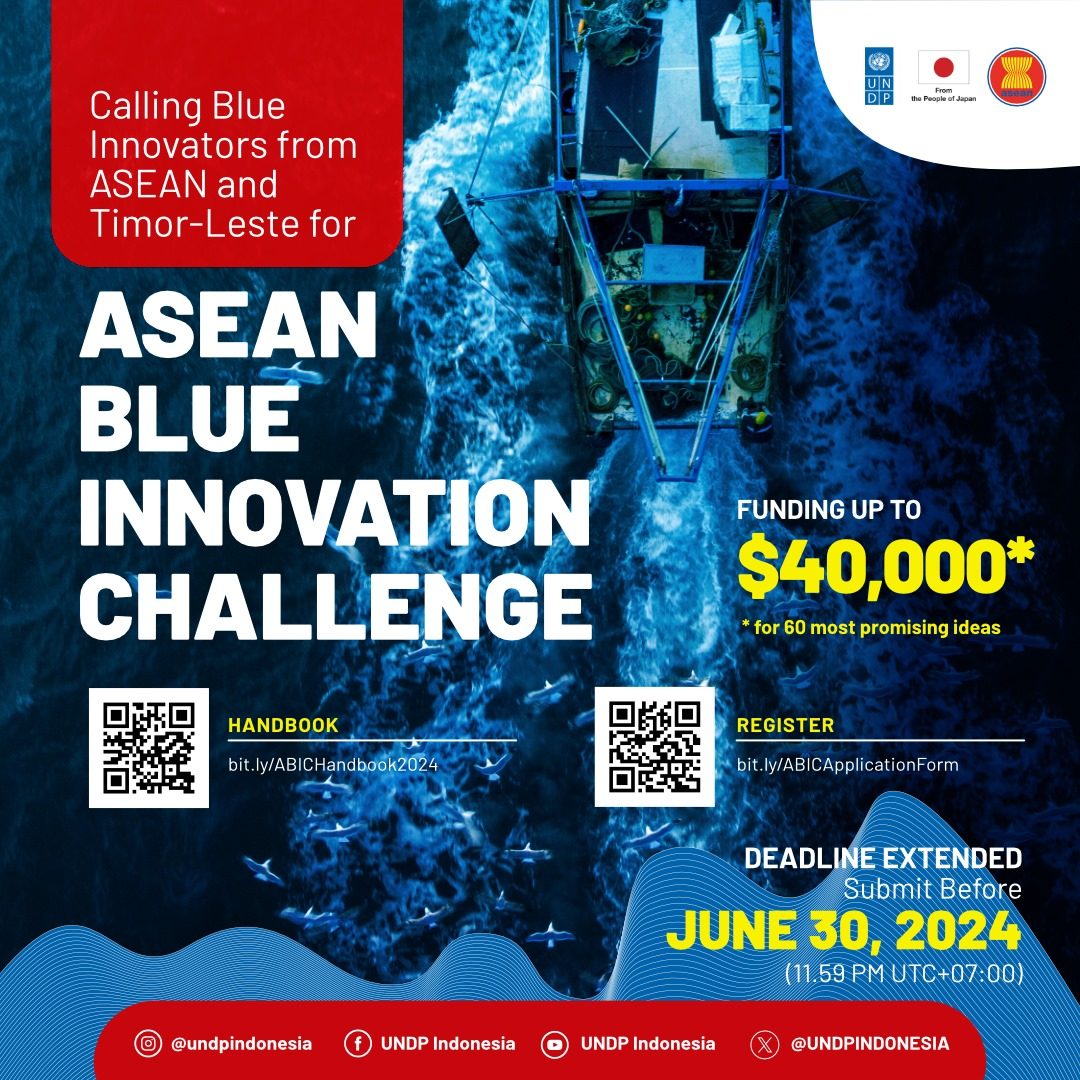 Calling Blue
Innovators from
ASEAN and
Timor-Leste for
U N
D P
From
the People of Japan
asean
ASEAN
BLUE
INNOVATION
CHALLENGE
FUNDING UP TO
$40,000*
* for 60 most promising ideas
HANDBOOK
bit.ly/ABICHandbook2024
REGISTER
bit.ly/ABICApplicationForm
DEADLINE EXTENDED
Submit Before
JUNE 30, 2024
(11.59 PM UTC+07:00)
@undpindonesia
UNDP Indonesia
UNDP Indonesia
@UNDPINDONESIA